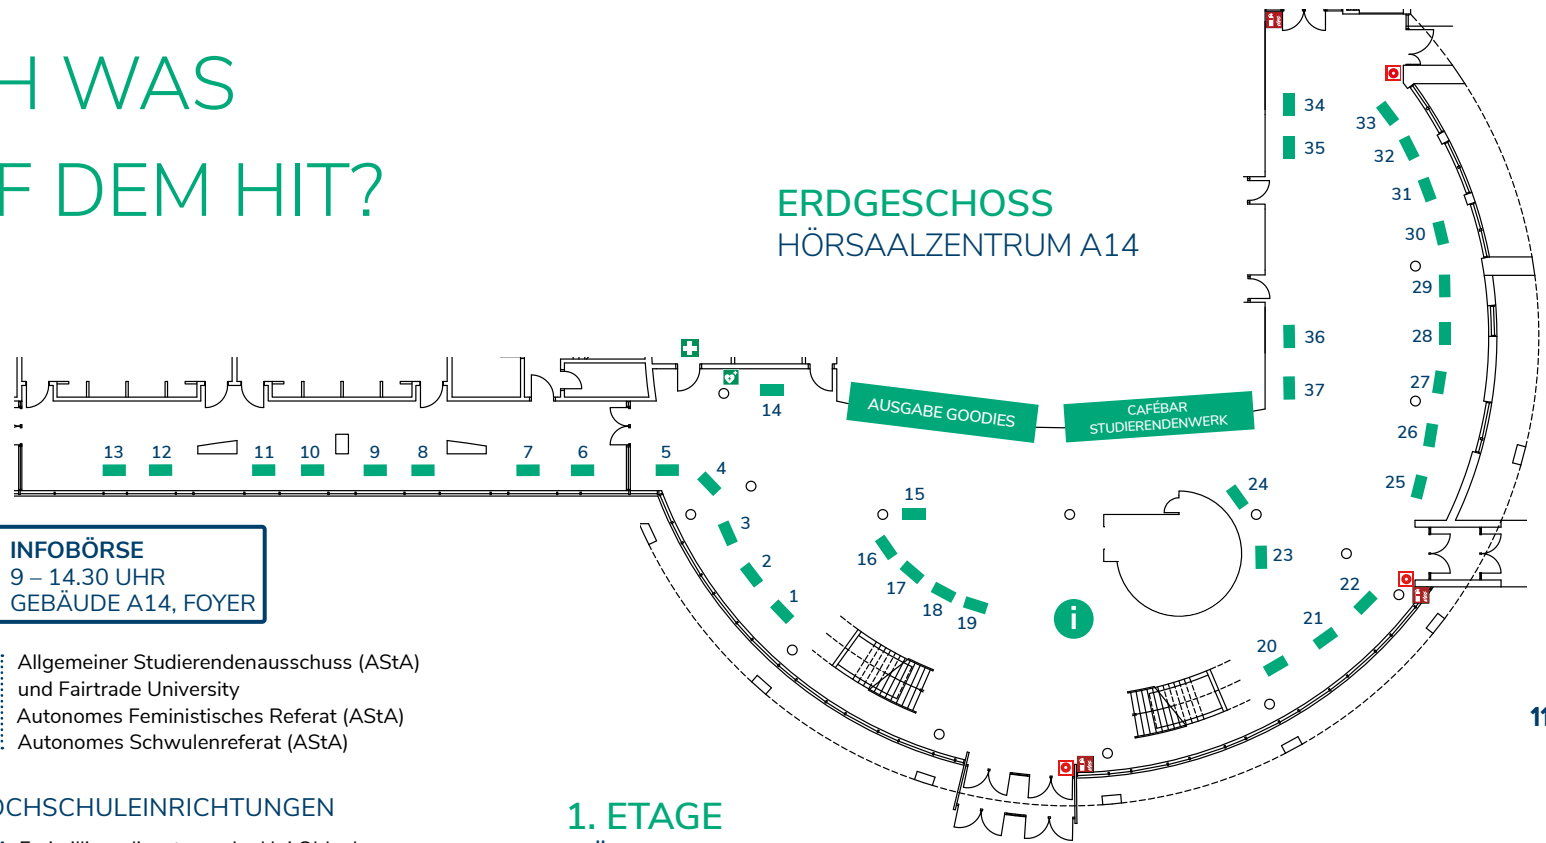 H WAS
F DEM HIT?
ERDGESCHOSS
HÖRSAALZENTRUM A14
34
35
33
32
31
30
29
28
27
26
25
36
37
14
AUSGABE GOODIES
CAFÉBAR
STUDIERENDENWERK
13
12
11
10
9
8
7
6
5
4
3
2
1
15
16
17
18
19
i
24
23
22
21
20
INFOBÖRSE
9 – 14.30 UHR
GEBÄUDE A14, FOYER
Allgemeiner Studierendenausschuss (AStA)
und Fairtrade University
Autonomes Feministisches Referat (AStA)
Autonomes Schwulenreferat (AStA)
OCHSCHULEINRICHTUNGEN
1. ETAGE
11